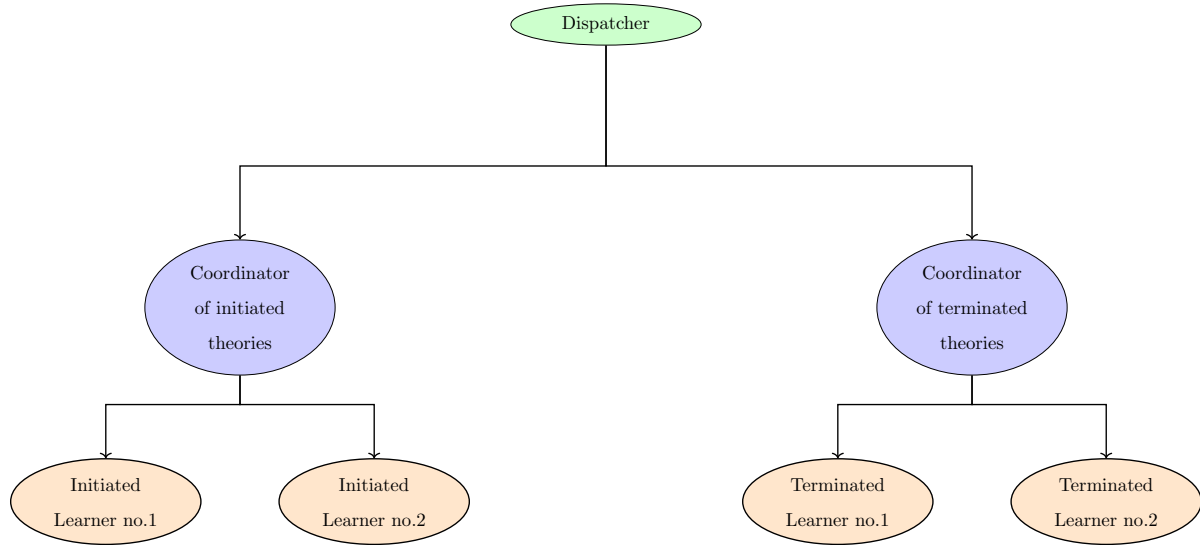 Dispatcher
Coordinator
of initiated
theories
Coordinator
of terminated
theories
Initiated
Learner no.1
Initiated
Learner no.2
Terminated
Learner no.1
Terminated
Learner no.2